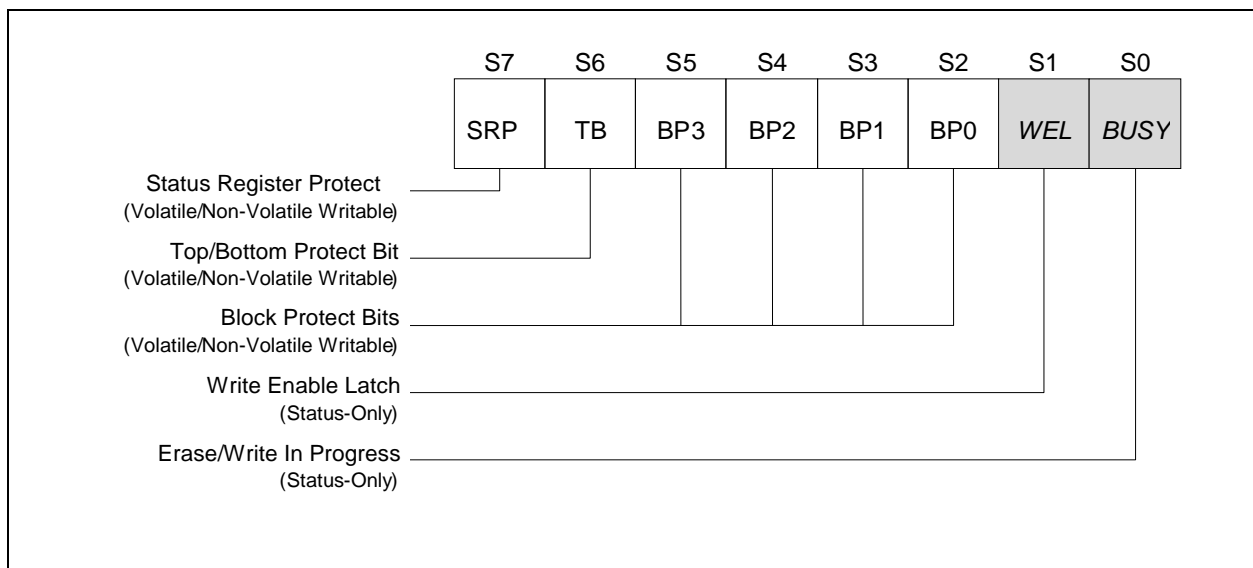 S7 S6 S5 S4 S3 S2 S1 S0
SRP TB BP3 BP2 BP1 BP0 WEL BUSY
Status Register Protect
(Volatile/Non-Volatile Writable)
Top/Bottom Protect Bit
(Volatile/Non-Volatile Writable)
Block Protect Bits
(Volatile/Non-Volatile Writable)
Write Enable Latch
(Status-Only)
Erase/Write In Progress
(Status-Only)